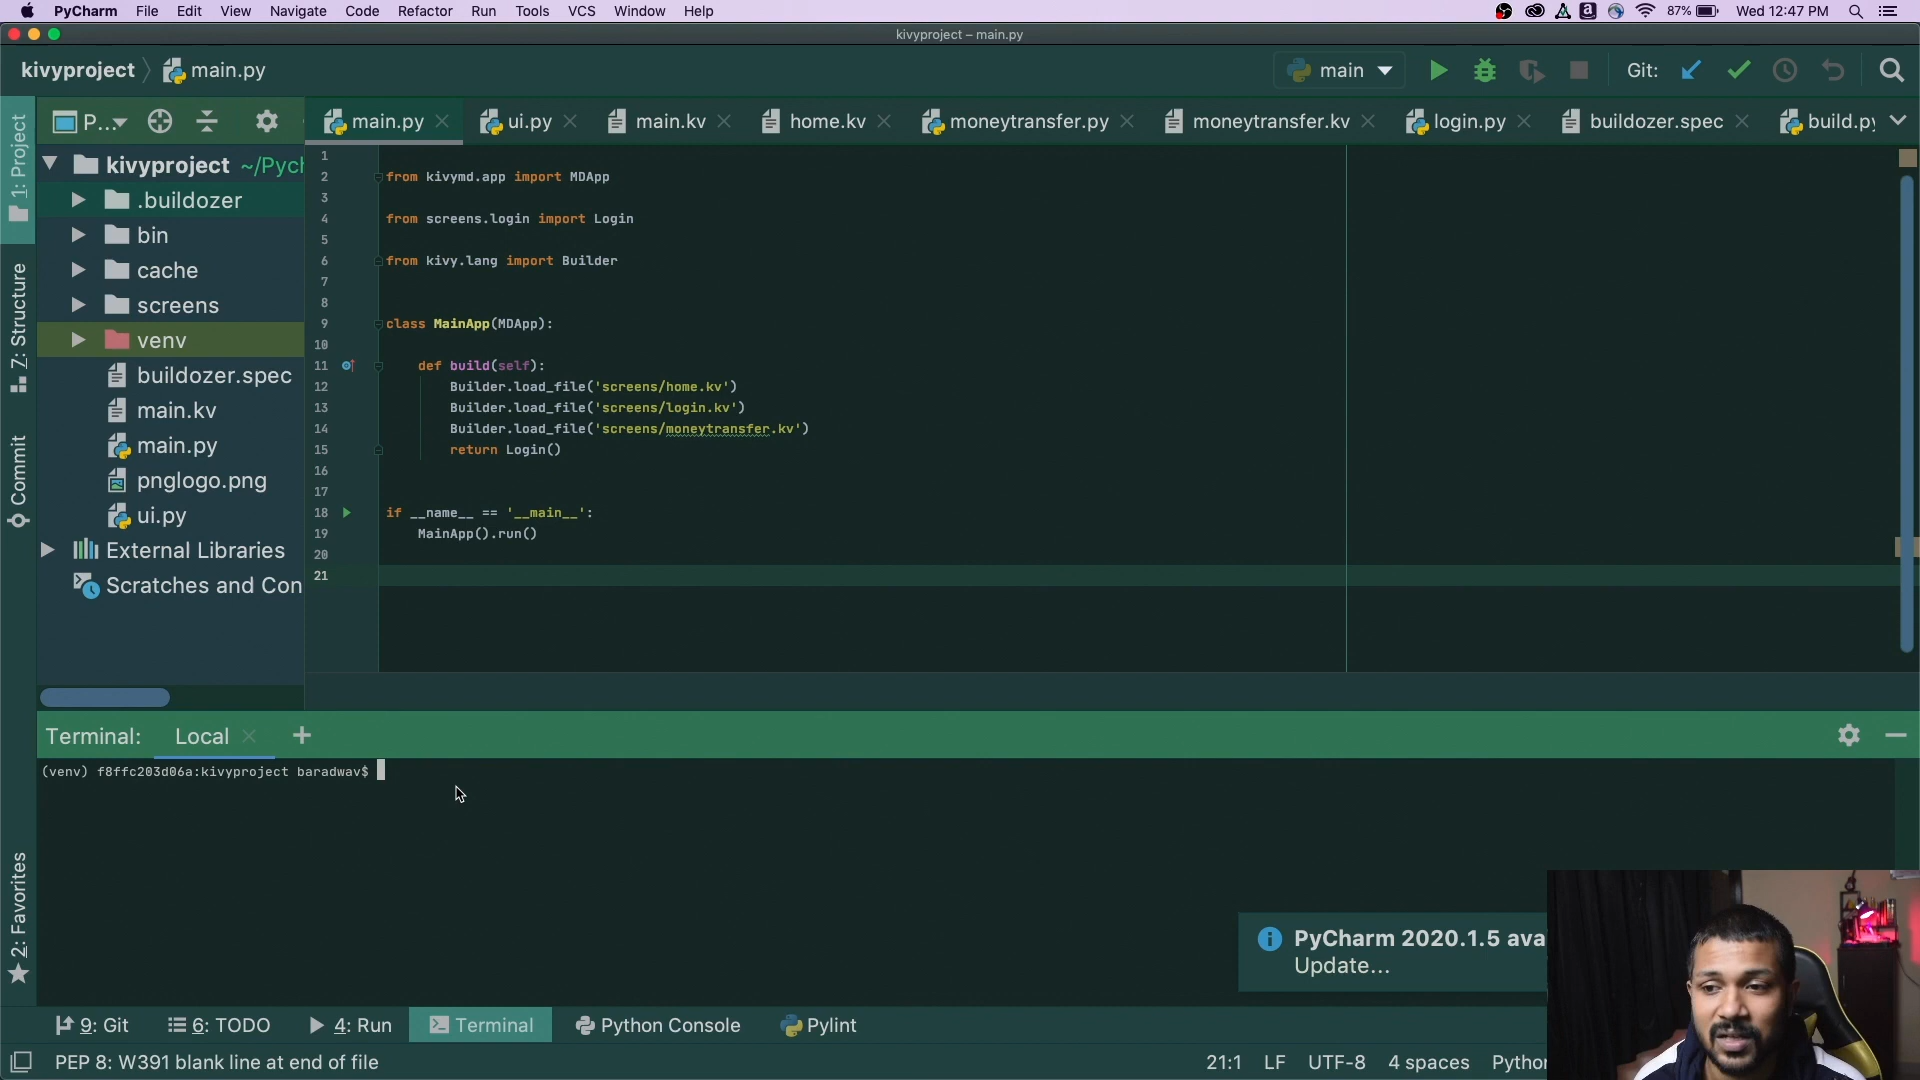 PyCharm File Edit View Navigate Code Refactor Run Tools VCS Window Help 87% Wed 12:47 PM
kivyproject – main.py
kivyproject main.py main Git:
1: Project
P... main.py ui.py main.kv home.kv moneytransfer.py moneytransfer.kv login.py buildozer.spec build.py
kivyproject ~/Pych
.buildozer
bin
cache
screens
venv
buildozer.spec
main.kv
main.py
pnglogo.png
ui.py
External Libraries
Scratches and Con
7: Structure
Commit
2: Favorites
1
2 from kivymd.app import MDApp
3
4 from screens.login import Login
5
6 from kivy.lang import Builder
7
8
9 class MainApp(MDApp):
10
11 def build(self):
12 Builder.load_file('screens/home.kv')
13 Builder.load_file('screens/login.kv')
14 Builder.load_file('screens/moneytransfer.kv')
15 return Login()
16
17
18 if __name__ == '__main__':
19 MainApp().run()
20
21
Terminal: Local +
(venv) f8ffc203d06a:kivyproject baradwav$
PyCharm 2020.1.5 ava
Update...
9: Git 6: TODO 4: Run Terminal Python Console Pylint
PEP 8: W391 blank line at end of file 21:1 LF UTF-8 4 spaces Pytho